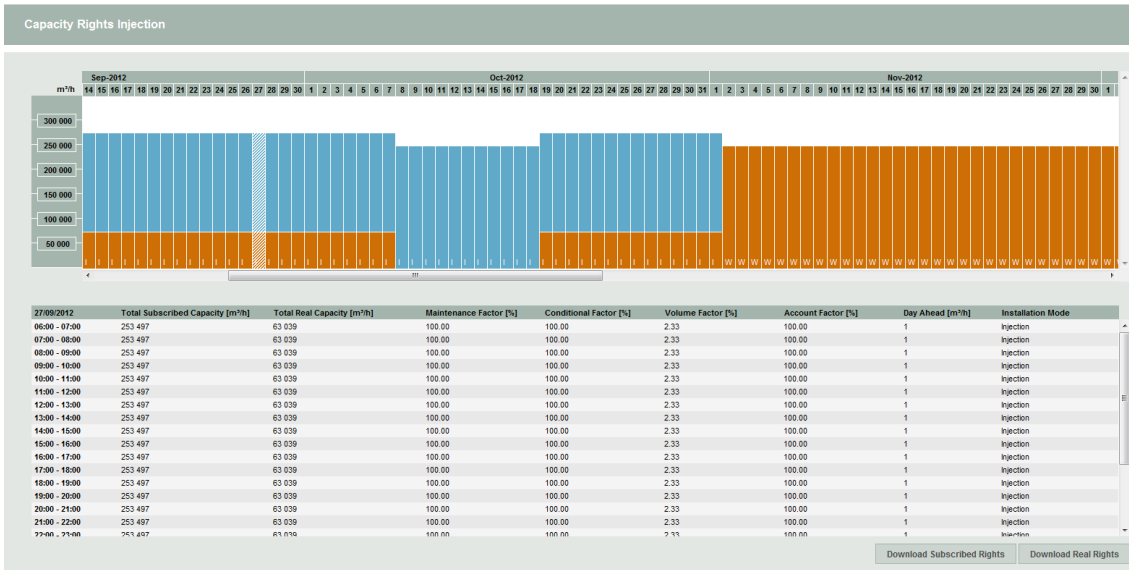 Capacity Rights Injection
Sep-2012 Oct-2012 Nov-2012
m³/h 14 15 16 17 18 19 20 21 22 23 24 25 26 27 28 29 30 1 2 3 4 5 6 7 8 9 10 11 12 13 14 15 16 17 18 19 20 21 22 23 24 25 26 27 28 29 30 31 1 2 3 4 5 6 7 8 9 10 11 12 13 14 15 16 17 18 19 20 21 22 23 24 25 26 27 28 29 30 1
300 000
250 000
200 000
150 000
100 000
50 000
I I I I I I I I I I I I I I I I I I I I I I I I I I I I I I I I I I I I I I I I I I I I I I I I I W W W W W W W W W W W W W W W W W W W W W W W W W W W W W W
27/09/2012 Total Subscribed Capacity [m³/h] Total Real Capacity [m³/h] Maintenance Factor [%] Conditional Factor [%] Volume Factor [%] Account Factor [%] Day Ahead [m³/h] Installation Mode
06:00 - 07:00 253 497 63 039 100.00 100.00 2.33 100.00 1 Injection
07:00 - 08:00 253 497 63 039 100.00 100.00 2.33 100.00 1 Injection
08:00 - 09:00 253 497 63 039 100.00 100.00 2.33 100.00 1 Injection
09:00 - 10:00 253 497 63 039 100.00 100.00 2.33 100.00 1 Injection
10:00 - 11:00 253 497 63 039 100.00 100.00 2.33 100.00 1 Injection
11:00 - 12:00 253 497 63 039 100.00 100.00 2.33 100.00 1 Injection
12:00 - 13:00 253 497 63 039 100.00 100.00 2.33 100.00 1 Injection
13:00 - 14:00 253 497 63 039 100.00 100.00 2.33 100.00 1 Injection
14:00 - 15:00 253 497 63 039 100.00 100.00 2.33 100.00 1 Injection
15:00 - 16:00 253 497 63 039 100.00 100.00 2.33 100.00 1 Injection
16:00 - 17:00 253 497 63 039 100.00 100.00 2.33 100.00 1 Injection
17:00 - 18:00 253 497 63 039 100.00 100.00 2.33 100.00 1 Injection
18:00 - 19:00 253 497 63 039 100.00 100.00 2.33 100.00 1 Injection
19:00 - 20:00 253 497 63 039 100.00 100.00 2.33 100.00 1 Injection
20:00 - 21:00 253 497 63 039 100.00 100.00 2.33 100.00 1 Injection
21:00 - 22:00 253 497 63 039 100.00 100.00 2.33 100.00 1 Injection
22:00 - 23:00 253 497 63 039 100.00 100.00 2.33 100.00 1 Injection
Download Subscribed Rights Download Real Rights